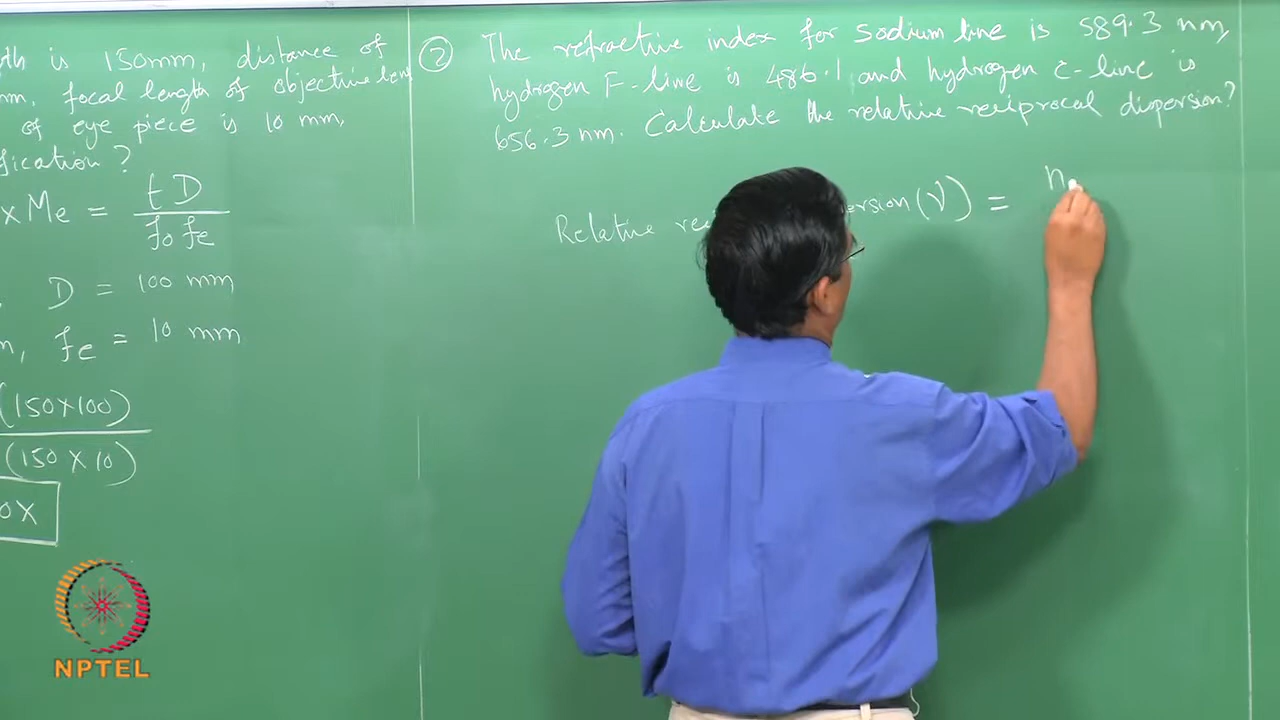 th is 150mm, distance of
mm. focal length of objective lens
of eye piece is 10 mm.
fication ?
x Me = t D / fo fe
D = 100 mm
m, fe = 10 mm
(150 X 100)
(150 X 10)
0X
② The refractive index for sodium line is 589.3 nm,
hydrogen F-line is 486.1 and hydrogen C-line is
656.3 nm. Calculate the relative reciprocal dispersion?
Relative rec ersion (ν) = n
NPTEL